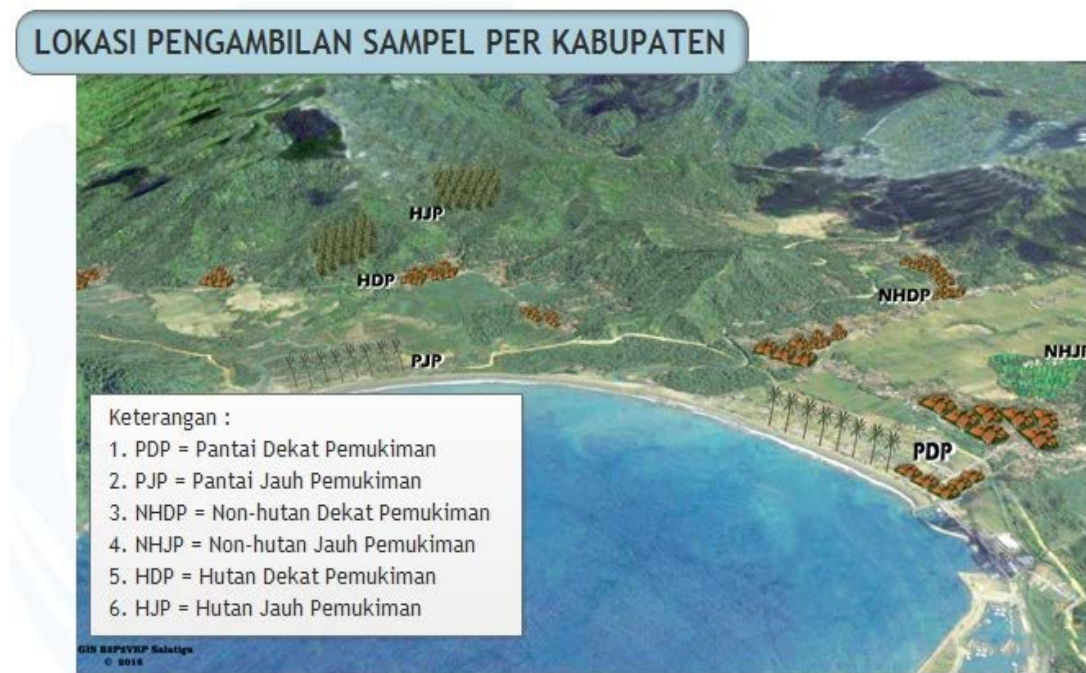 LOKASI PENGAMBILAN SAMPEL PER KABUPATEN
HJP
HDP
NHDP
PJP
NHJP
PDP
Keterangan :
1. PDP = Pantai Dekat Pemukiman
2. PJP = Pantai Jauh Pemukiman
3. NHDP = Non-hutan Dekat Pemukiman
4. NHJP = Non-hutan Jauh Pemukiman
5. HDP = Hutan Dekat Pemukiman
6. HJP = Hutan Jauh Pemukiman
GIS B2P2VRP Salatiga
© 2016